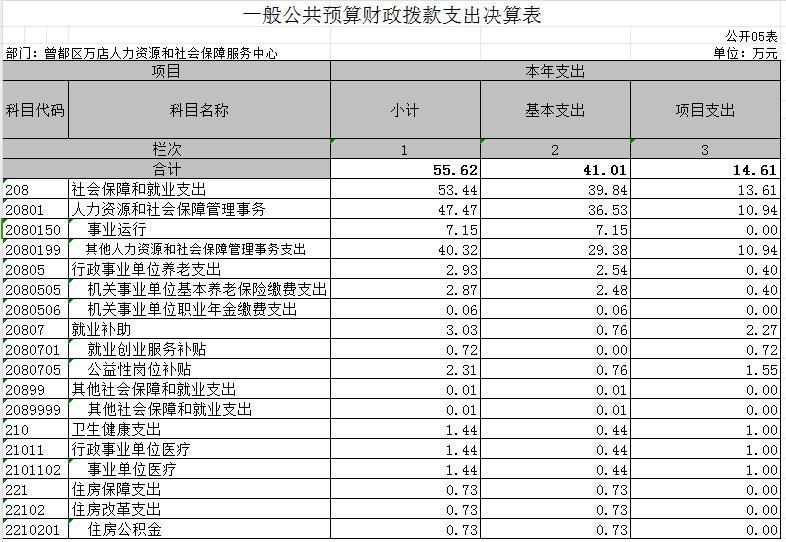 一般公共预算财政拨款支出决算表
公开05表
部门：曾都区万店人力资源和社会保障服务中心 单位：万元
项目 本年支出
科目代码 科目名称 小计 基本支出 项目支出
栏次 1 2 3
合计 55.62 41.01 14.61
208 社会保障和就业支出 53.44 39.84 13.61
20801 人力资源和社会保障管理事务 47.47 36.53 10.94
2080150 事业运行 7.15 7.15 0.00
2080199 其他人力资源和社会保障管理事务支出 40.32 29.38 10.94
20805 行政事业单位养老支出 2.93 2.54 0.40
2080505 机关事业单位基本养老保险缴费支出 2.87 2.48 0.40
2080506 机关事业单位职业年金缴费支出 0.06 0.06 0.00
20807 就业补助 3.03 0.76 2.27
2080701 就业创业服务补贴 0.72 0.00 0.72
2080705 公益性岗位补贴 2.31 0.76 1.55
20899 其他社会保障和就业支出 0.01 0.01 0.00
2089999 其他社会保障和就业支出 0.01 0.01 0.00
210 卫生健康支出 1.44 0.44 1.00
21011 行政事业单位医疗 1.44 0.44 1.00
2101102 事业单位医疗 1.44 0.44 1.00
221 住房保障支出 0.73 0.73 0.00
22102 住房改革支出 0.73 0.73 0.00
2210201 住房公积金 0.73 0.73 0.00